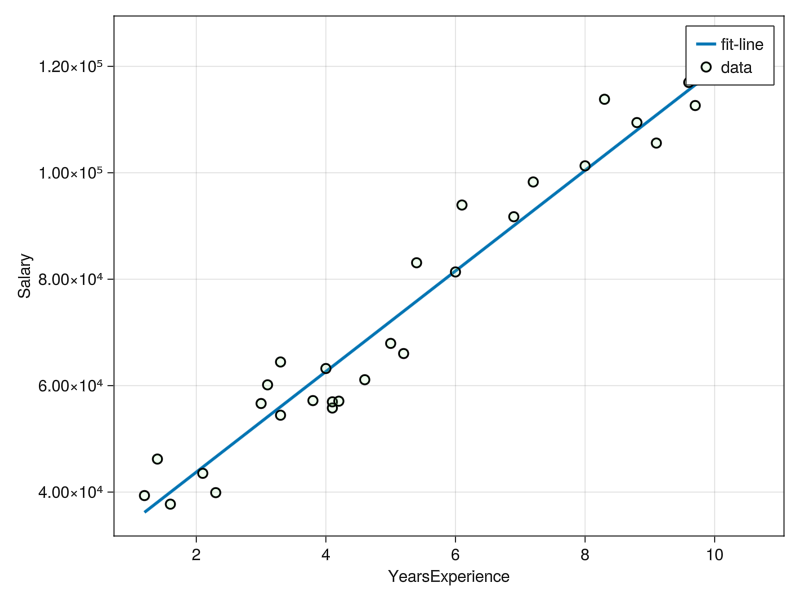 fit-line
data
1.20×10⁵
1.00×10⁵
8.00×10⁴
6.00×10⁴
4.00×10⁴
Salary
2 4 6 8 10
YearsExperience